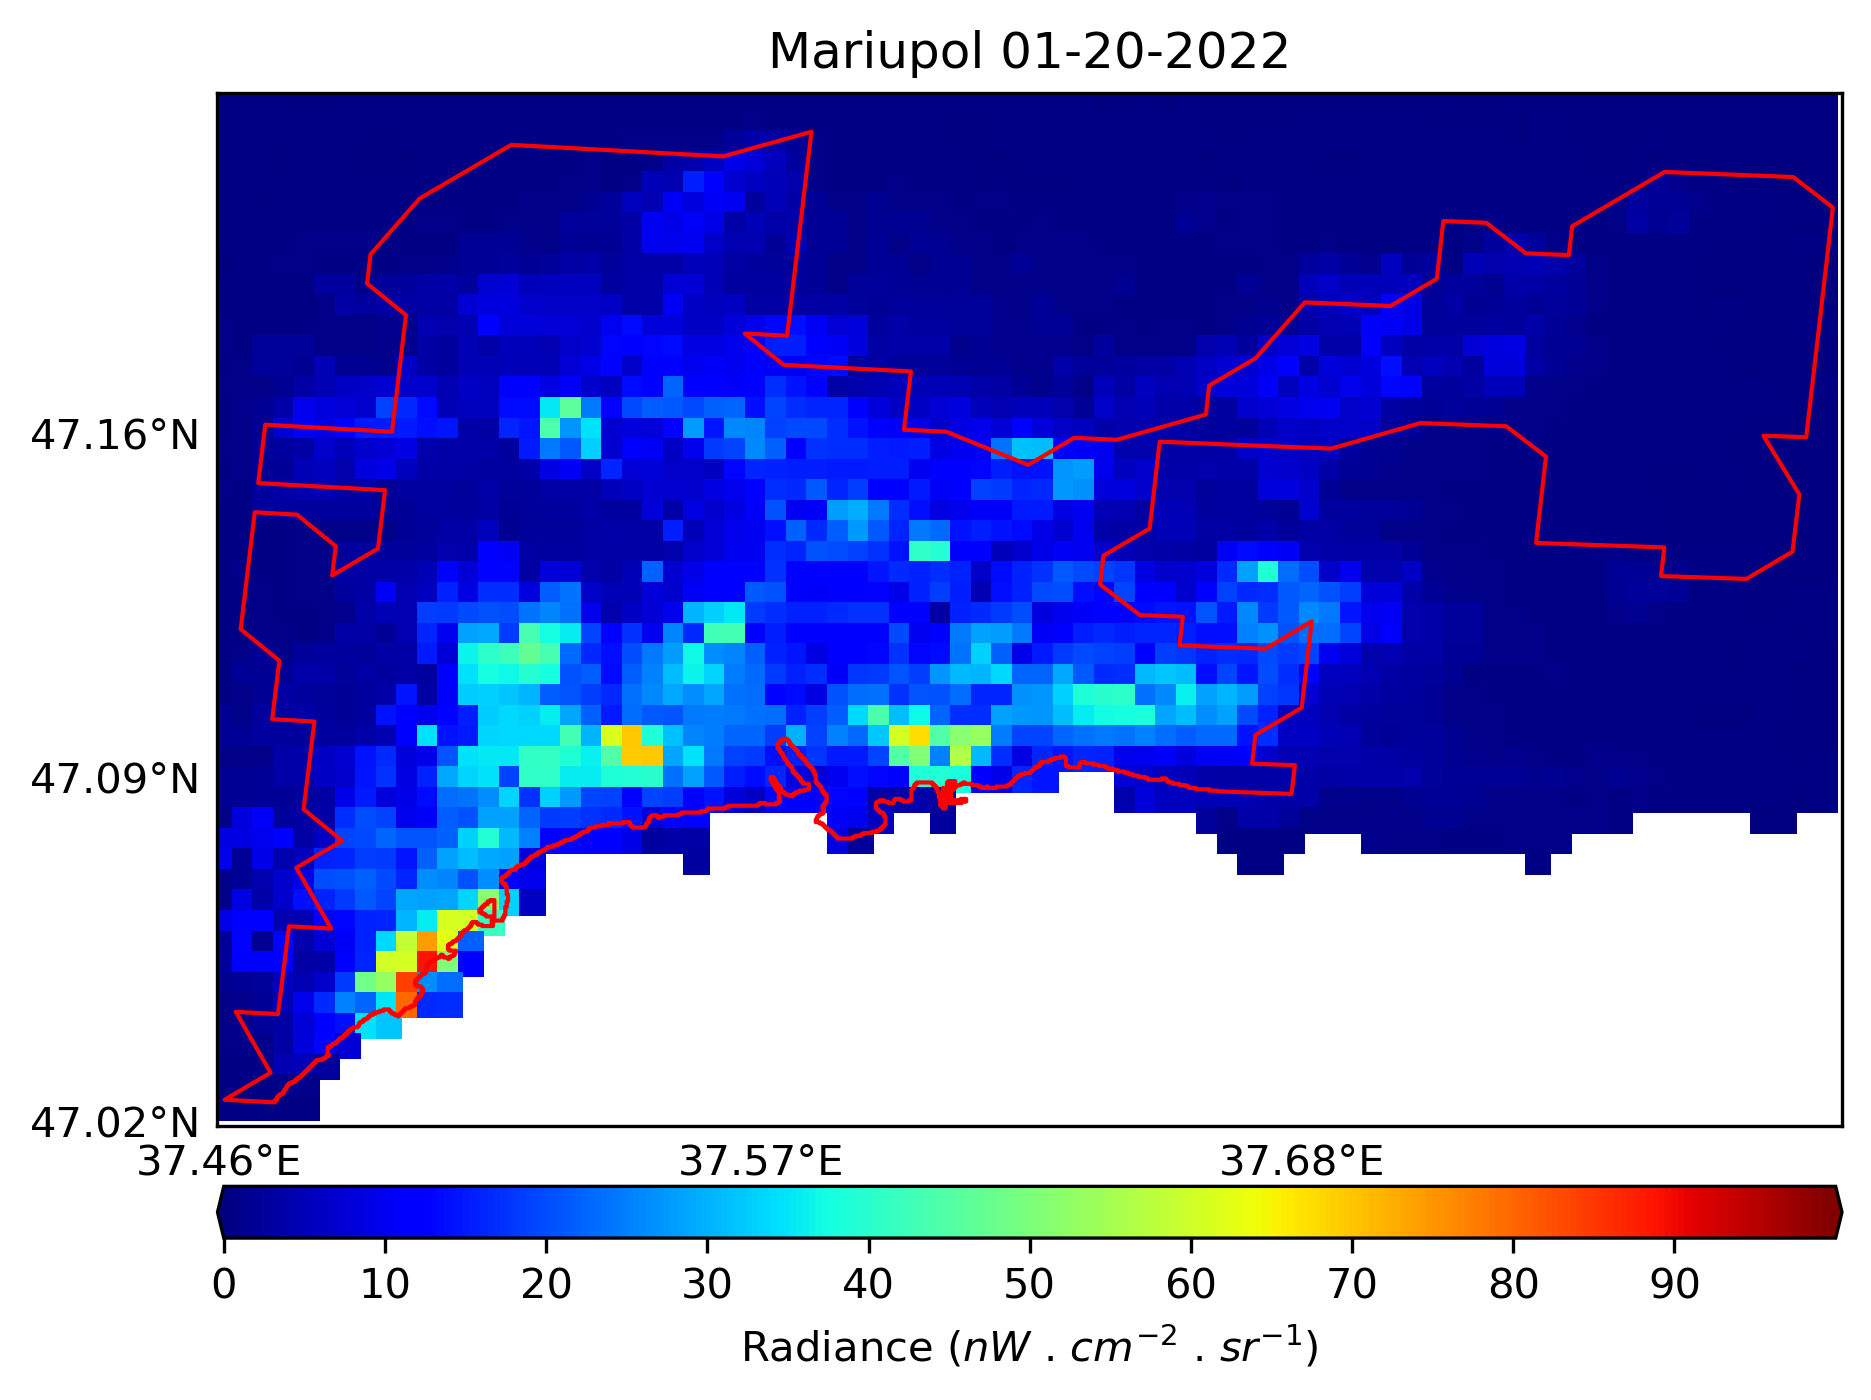 Mariupol 01-20-2022
47.16°N
47.09°N
47.02°N
37.46°E 37.57°E 37.68°E
0 10 20 30 40 50 60 70 80 90
Radiance (nW . cm⁻² . sr⁻¹)